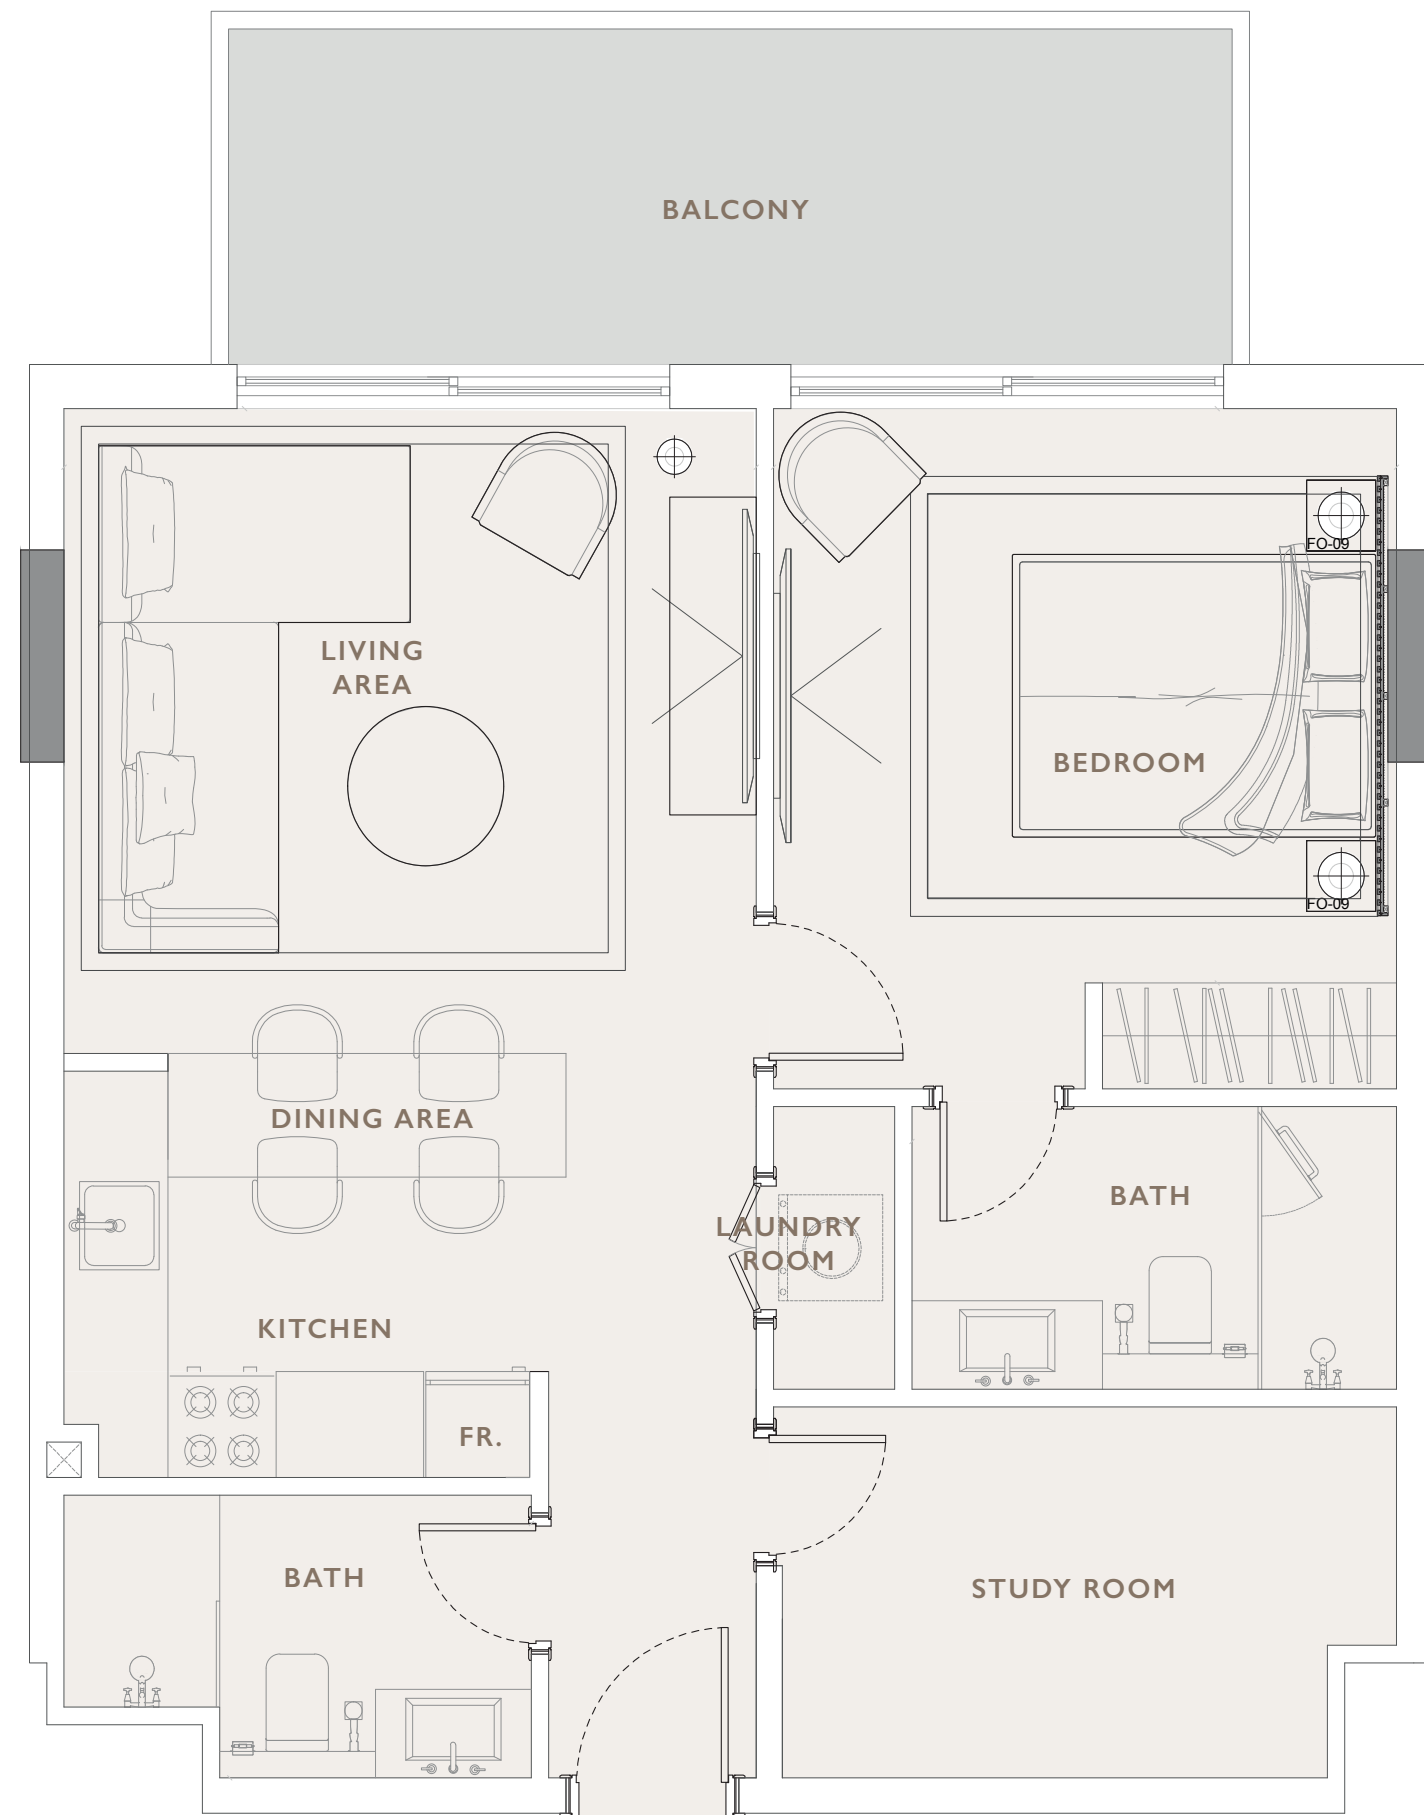 BALCONY
FO-09
LIVING
AREA
BEDROOM
FO-09
DINING AREA
BATH
LAUNDRY
ROOM
KITCHEN
FR.
BATH
STUDY ROOM